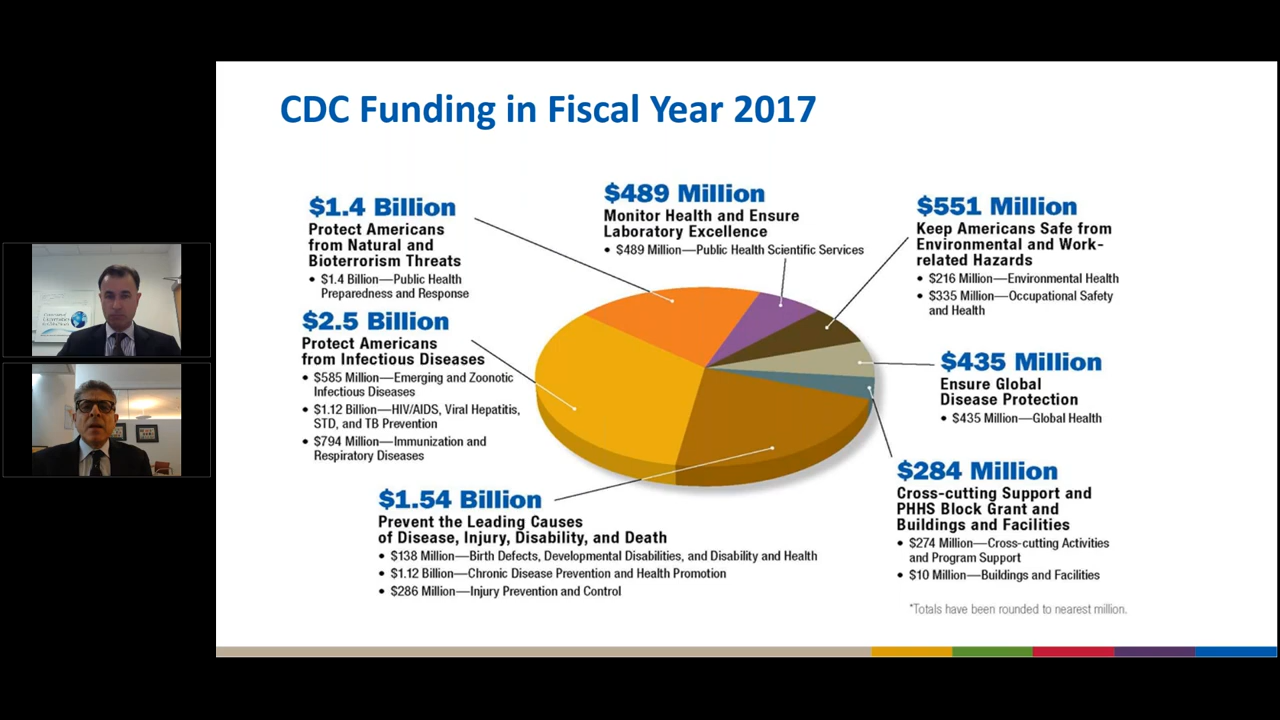 CDC Funding in Fiscal Year 2017
$1.4 Billion
Protect Americans
from Natural and
Bioterrorism Threats
• $1.4 Billion—Public Health
Preparedness and Response
$489 Million
Monitor Health and Ensure
Laboratory Excellence
• $489 Million—Public Health Scientific Services
$551 Million
Keep Americans Safe from
Environmental and Work-
related Hazards
• $216 Million—Environmental Health
• $335 Million—Occupational Safety
and Health
$2.5 Billion
Protect Americans
from Infectious Diseases
• $585 Million—Emerging and Zoonotic
Infectious Diseases
• $1.12 Billion—HIV/AIDS, Viral Hepatitis,
STD, and TB Prevention
• $794 Million—Immunization and
Respiratory Diseases
$435 Million
Ensure Global
Disease Protection
• $435 Million—Global Health
$1.54 Billion
Prevent the Leading Causes
of Disease, Injury, Disability, and Death
• $138 Million—Birth Defects, Developmental Disabilities, and Disability and Health
• $1.12 Billion—Chronic Disease Prevention and Health Promotion
• $286 Million—Injury Prevention and Control
$284 Million
Cross-cutting Support and
PHHS Block Grant and
Buildings and Facilities
• $274 Million—Cross-cutting Activities
and Program Support
• $10 Million—Buildings and Facilities
*Totals have been rounded to nearest million.